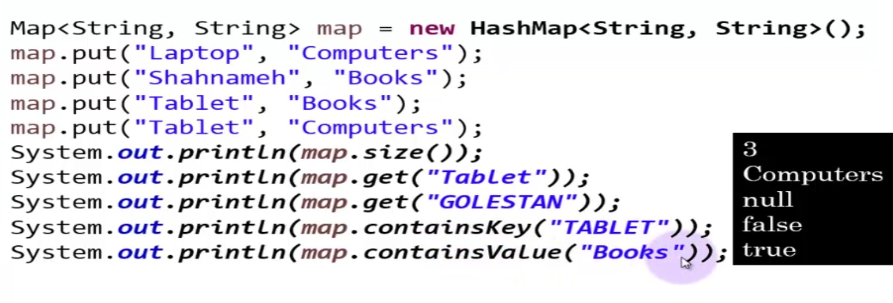 Map<String, String> map = new HashMap<String, String>();
map.put("Laptop", "Computers");
map.put("Shahnameh", "Books");
map.put("Tablet", "Books");
map.put("Tablet", "Computers");
System.out.println(map.size());
System.out.println(map.get("Tablet"));
System.out.println(map.get("GOLESTAN"));
System.out.println(map.containsKey("TABLET"));
System.out.println(map.containsValue("Books"));
3
Computers
null
false
true